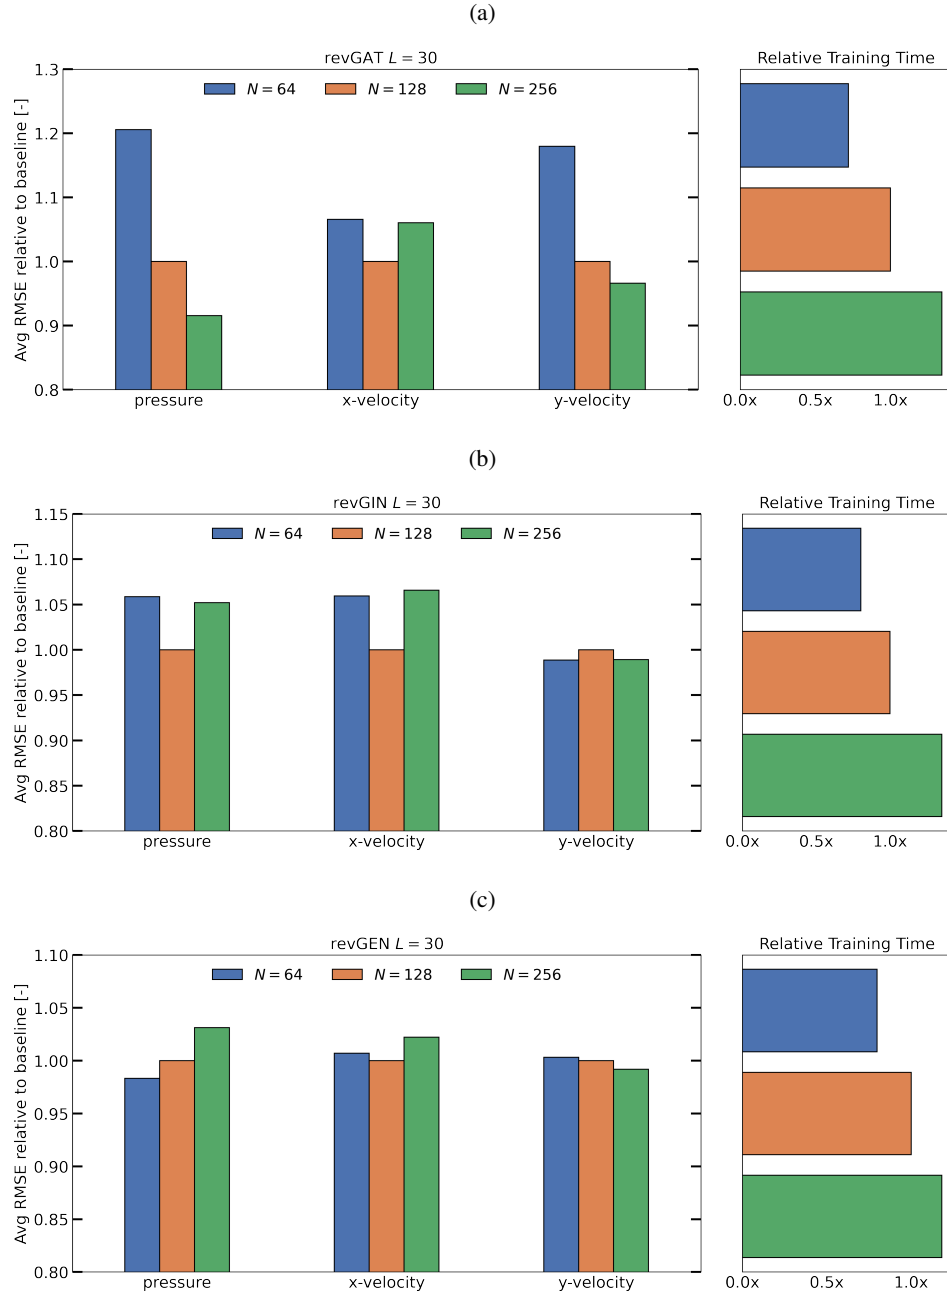 (a)
revGAT L = 30
Relative Training Time
N = 64 N = 128 N = 256
Avg RMSE relative to baseline [-]
1.3
1.2
1.1
1.0
0.9
0.8
pressure x-velocity y-velocity
0.0x 0.5x 1.0x
(b)
revGIN L = 30
Relative Training Time
N = 64 N = 128 N = 256
Avg RMSE relative to baseline [-]
1.15
1.10
1.05
1.00
0.95
0.90
0.85
0.80
pressure x-velocity y-velocity
0.0x 0.5x 1.0x
(c)
revGEN L = 30
Relative Training Time
N = 64 N = 128 N = 256
Avg RMSE relative to baseline [-]
1.10
1.05
1.00
0.95
0.90
0.85
0.80
pressure x-velocity y-velocity
0.0x 0.5x 1.0x